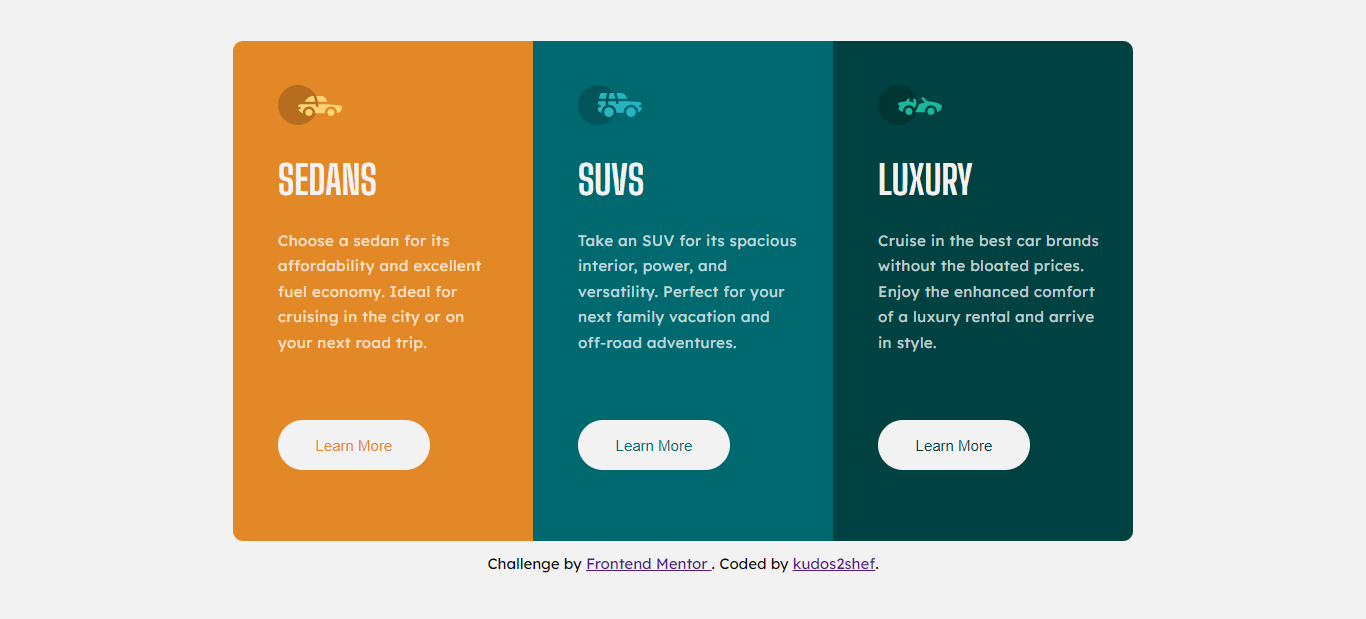 SEDANS
Choose a sedan for its
affordability and excellent
fuel economy. Ideal for
cruising in the city or on
your next road trip.
Learn More
SUVS
Take an SUV for its spacious
interior, power, and
versatility. Perfect for your
next family vacation and
off-road adventures.
Learn More
LUXURY
Cruise in the best car brands
without the bloated prices.
Enjoy the enhanced comfort
of a luxury rental and arrive
in style.
Learn More
Challenge by Frontend Mentor . Coded by kudos2shef.